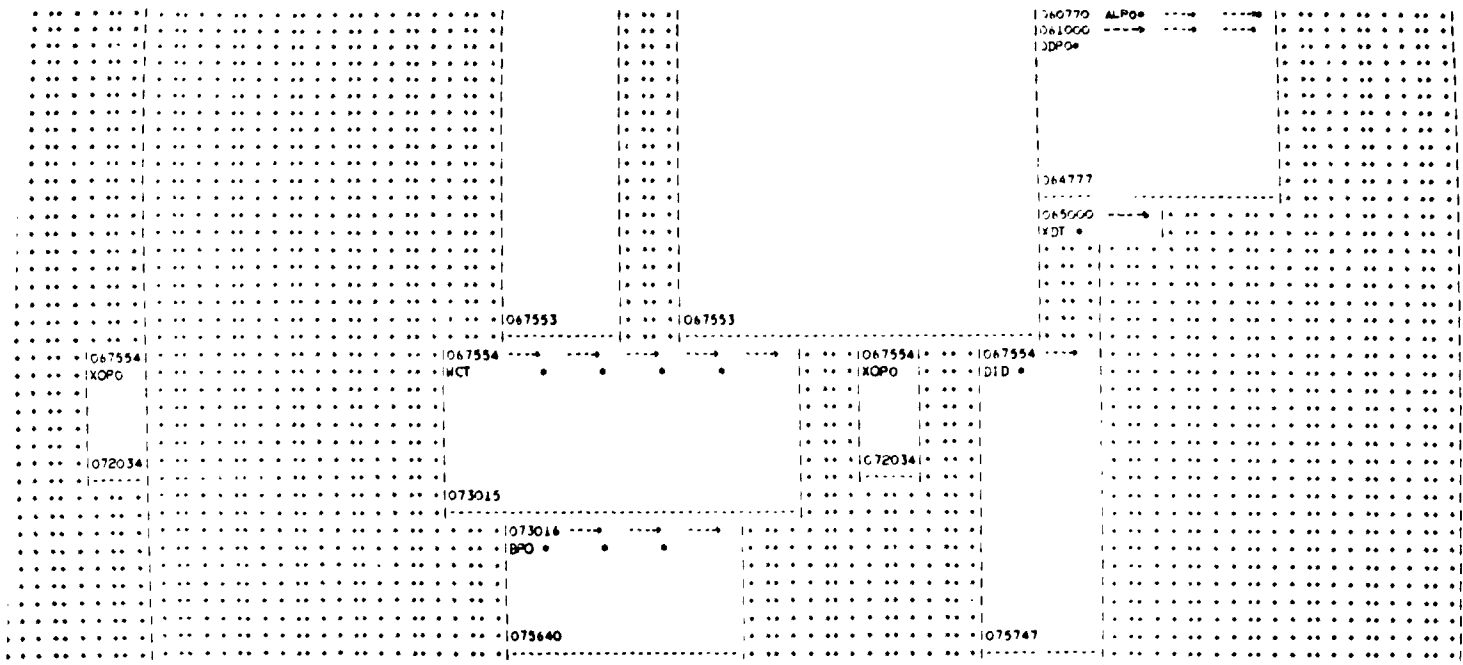 060770 ALPO* ----→ ----→
061000 ----→ ----→ ----→
DDPO*
064777
065000 ----→
XDT *
067553 067553
067554 067554 ----→ ----→ ----→ ----→ ----→ 067554 067554 ----→
XOPO WCT * * * * XOPO DID *
072034 072034
073015
073016 ----→ ----→ ----→
BPO * * *
075640 075747